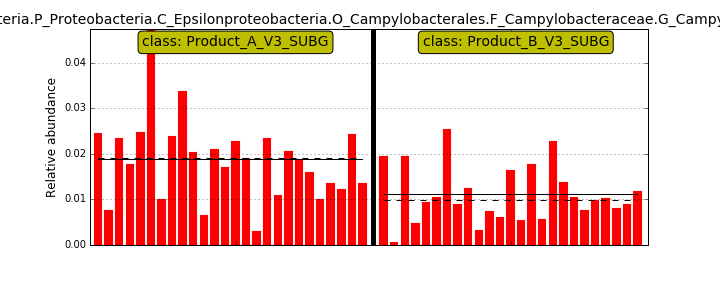 teria.P_Proteobacteria.C_Epsilonproteobacteria.O_Campylobacterales.F_Campylobacteraceae.G_Campy
class: Product_A_V3_SUBG
class: Product_B_V3_SUBG
Relative abundance
0.04
0.03
0.02
0.01
0.00